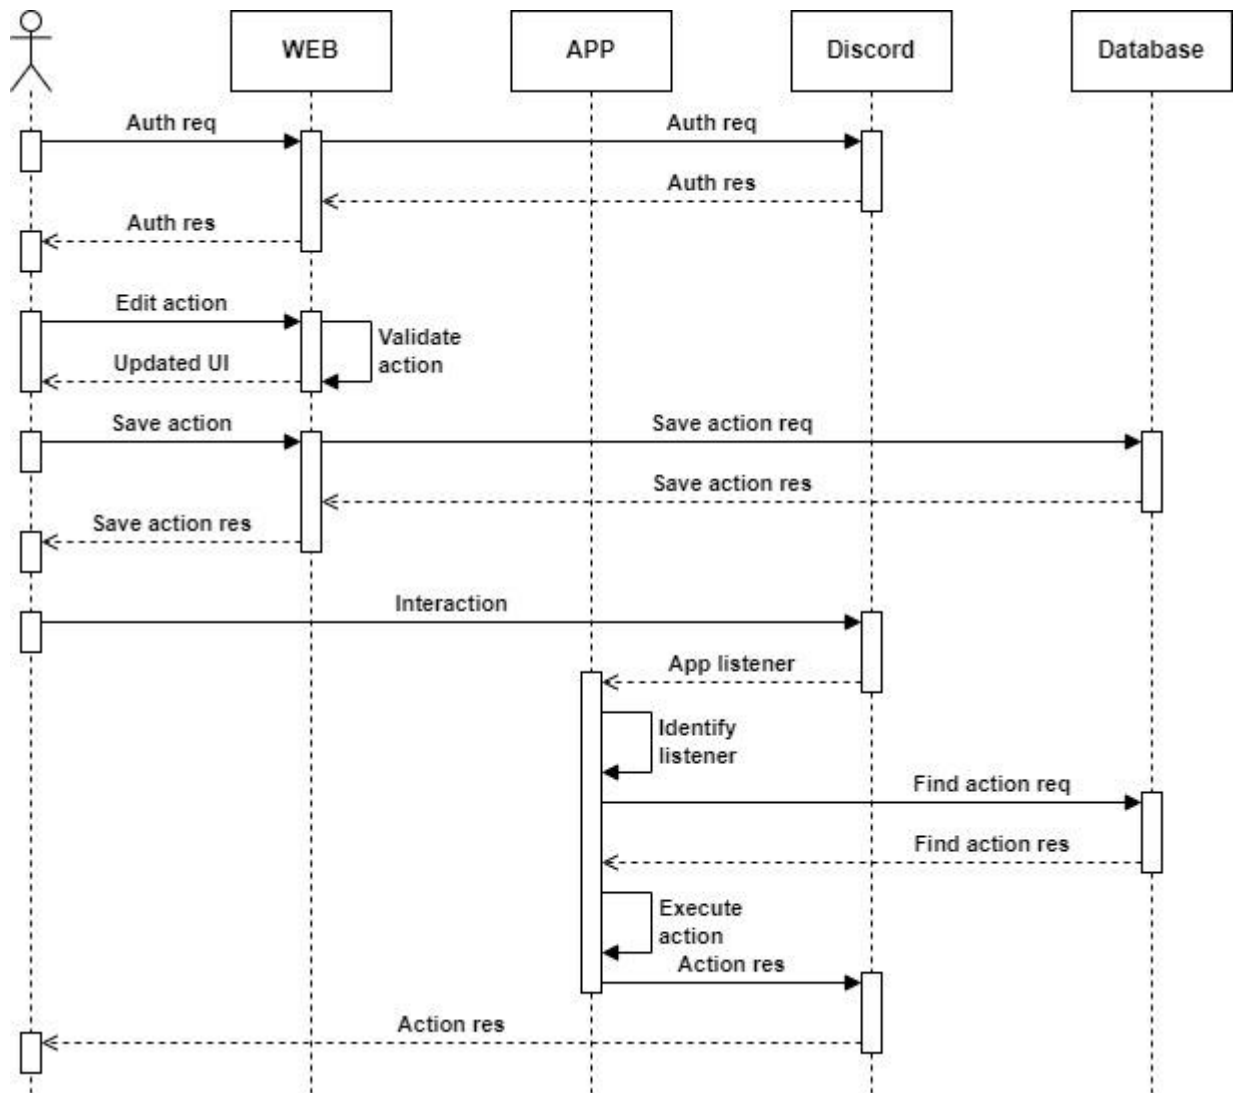 WEB
APP
Discord
Database
Auth req
Auth req
Auth res
Auth res
Edit action
Validate
action
Updated UI
Save action
Save action req
Save action res
Save action res
Interaction
App listener
Identify
listener
Find action req
Find action res
Execute
action
Action res
Action res